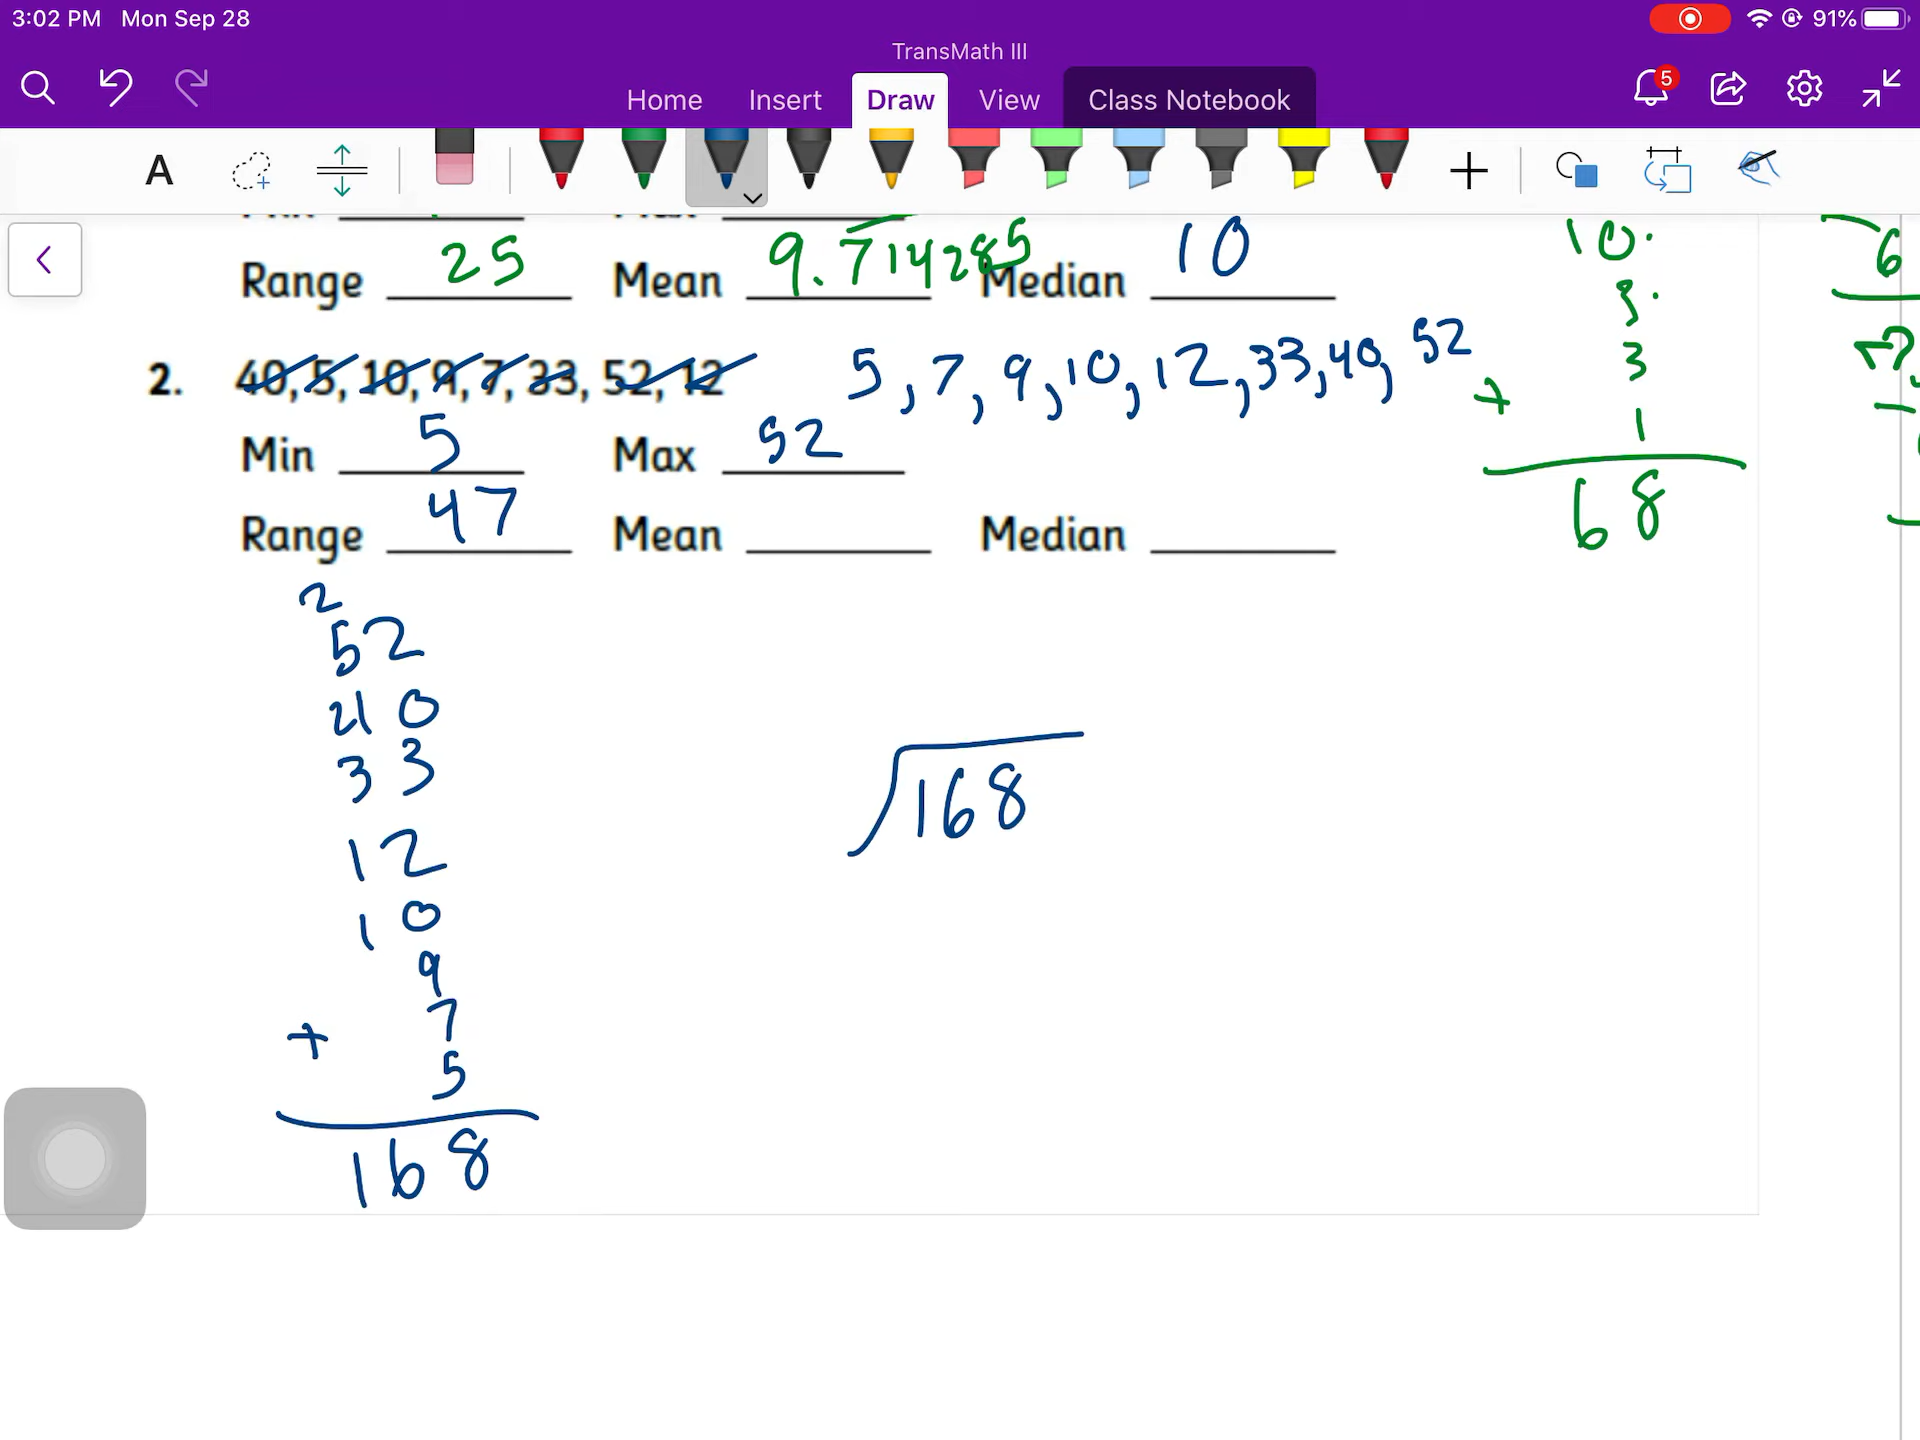 3:02 PM Mon Sep 28
91%
TransMath III
Home Insert Draw View Class Notebook
5
A
Range 25 Mean 9.714285 Median 10
10.
3.
3
+ 1
68
6
2. 40, 5, 10, 9, 7, 33, 52, 12 5, 7, 9, 10, 12, 33, 40, 52
Min 5 Max 52
Range 47 Mean Median
2
52
40
33
12
10
9
7
+ 5
168
168